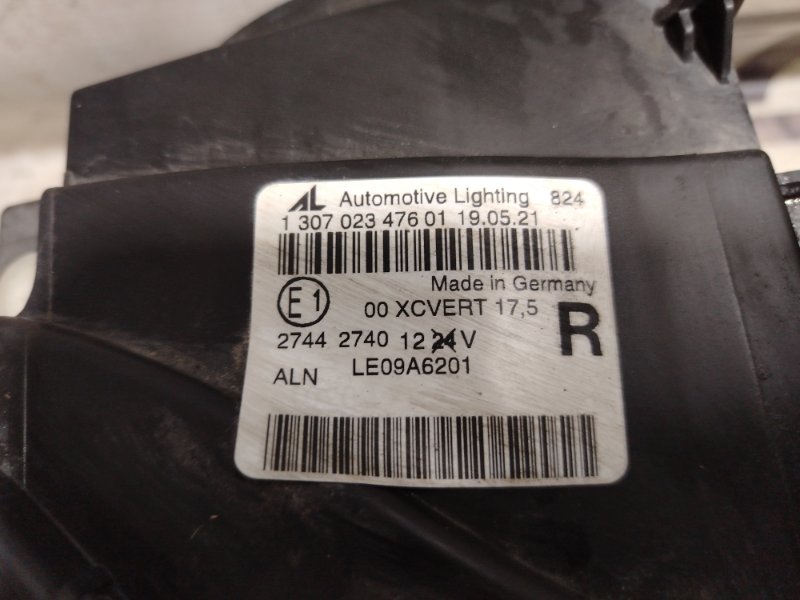 AL Automotive Lighting 824
1 307 023 476 01 19.05.21
Made in Germany
E1 00 XCVERT 17,5 R
2744 2740 12 24 V
ALN LE09A6201